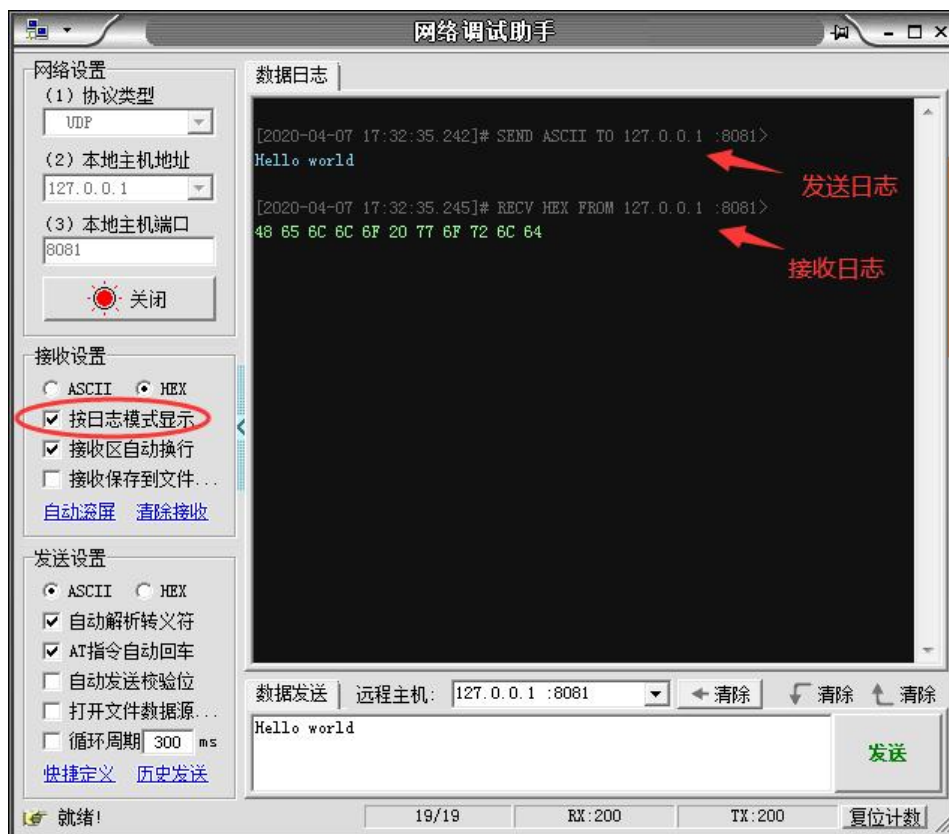 网络调试助手
网络设置
(1) 协议类型
UDP
(2) 本地主机地址
127.0.0.1
(3) 本地主机端口
8081
关闭
接收设置
ASCII HEX
按日志模式显示
接收区自动换行
接收保存到文件...
自动滚屏 清除接收
发送设置
ASCII HEX
自动解析转义符
AT指令自动回车
自动发送校验位
打开文件数据源...
循环周期 300 ms
快捷定义 历史发送
数据日志
[2020-04-07 17:32:35.242]# SEND ASCII TO 127.0.0.1 :8081>
Hello world
发送日志
[2020-04-07 17:32:35.245]# RECV HEX FROM 127.0.0.1 :8081>
48 65 6C 6C 6F 20 77 6F 72 6C 64
接收日志
数据发送 远程主机: 127.0.0.1 :8081 清除 清除 清除
Hello world
发送
就绪! 19/19 RX:200 TX:200 复位计数